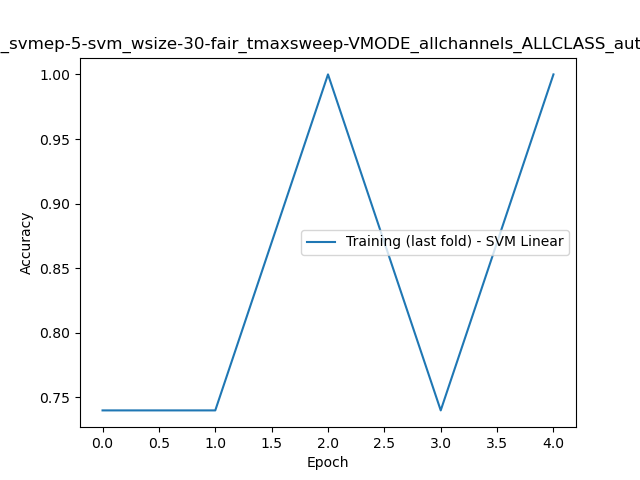 _svmep-5-svm_wsize-30-fair_tmaxsweep-VMODE_allchannels_ALLCLASS_aut
1.00
0.95
0.90
0.85
0.80
0.75
Accuracy
Training (last fold) - SVM Linear
0.0 0.5 1.0 1.5 2.0 2.5 3.0 3.5 4.0
Epoch